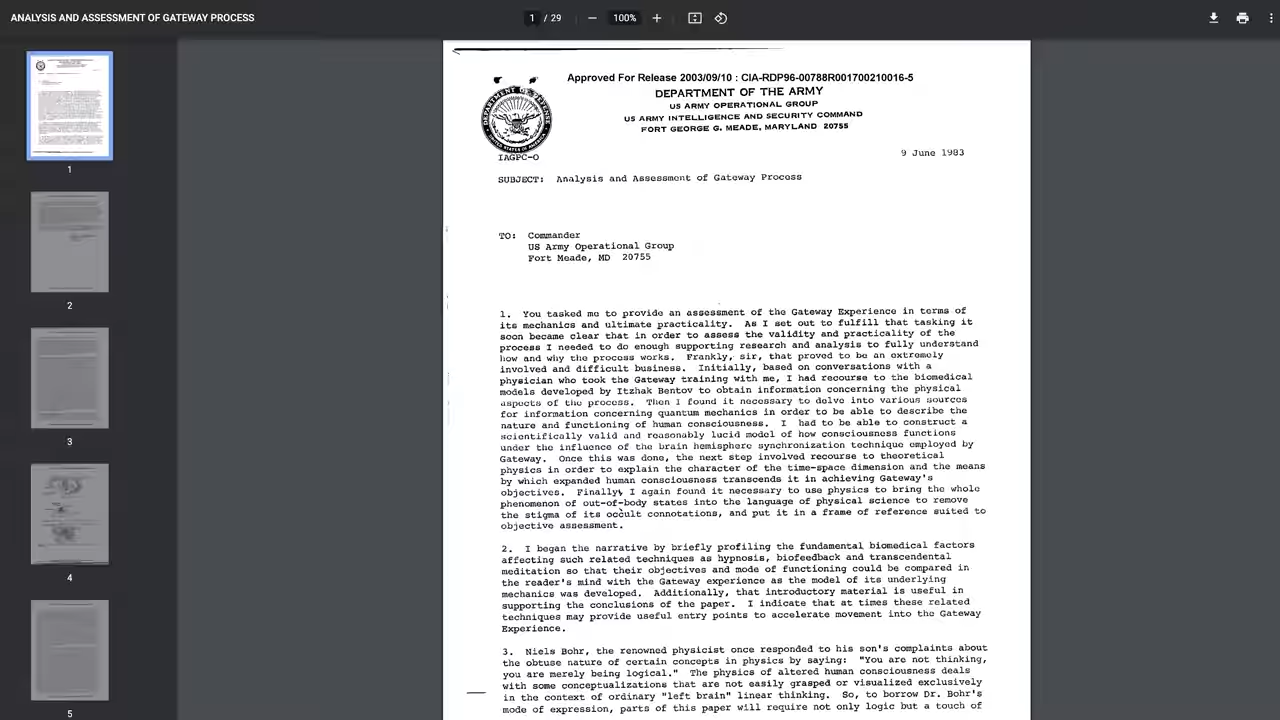 ANALYSIS AND ASSESSMENT OF GATEWAY PROCESS
1 / 29
100%
1
2
3
4
5
Approved For Release 2003/09/10 : CIA-RDP96-00788R001700210016-5
DEPARTMENT OF THE ARMY
US ARMY OPERATIONAL GROUP
US ARMY INTELLIGENCE AND SECURITY COMMAND
FORT GEORGE G. MEADE, MARYLAND 20755
DEPARTMENT OF DEFENSE
UNITED STATES OF AMERICA
IAGPC-O
9 June 1983
SUBJECT: Analysis and Assessment of Gateway Process
TO: Commander
US Army Operational Group
Fort Meade, MD 20755
1. You tasked me to provide an assessment of the Gateway Experience in terms of
its mechanics and ultimate practicality. As I set out to fulfill that tasking it
soon became clear that in order to assess the validity and practicality of the
process I needed to do enough supporting research and analysis to fully understand
how and why the process works. Frankly, sir, that proved to be an extremely
involved and difficult business. Initially, based on conversations with a
physician who took the Gateway training with me, I had recourse to the biomedical
models developed by Itzhak Bentov to obtain information concerning the physical
aspects of the process. Then I found it necessary to delve into various sources
for information concerning quantum mechanics in order to be able to describe the
nature and functioning of human consciousness. I had to be able to construct a
scientifically valid and reasonably lucid model of how consciousness functions
under the influence of the brain hemisphere synchronization technique employed by
Gateway. Once this was done, the next step involved recourse to theoretical
physics in order to explain the character of the time-space dimension and the means
by which expanded human consciousness transcends it in achieving Gateway's
objectives. Finally, I again found it necessary to use physics to bring the whole
phenomenon of out-of-body states into the language of physical science to remove
the stigma of its occult connotations, and put it in a frame of reference suited to
objective assessment.
2. I began the narrative by briefly profiling the fundamental biomedical factors
affecting such related techniques as hypnosis, biofeedback and transcendental
meditation so that their objectives and mode of functioning could be compared in
the reader's mind with the Gateway experience as the model of its underlying
mechanics was developed. Additionally, that introductory material is useful in
supporting the conclusions of the paper. I indicate that at times these related
techniques may provide useful entry points to accelerate movement into the Gateway
Experience.
3. Niels Bohr, the renowned physicist once responded to his son's complaints about
the obtuse nature of certain concepts in physics by saying: "You are not thinking,
you are merely being logical." The physics of altered human consciousness deals
with some conceptualizations that are not easily grasped or visualized exclusively
in the context of ordinary "left brain" linear thinking. So, to borrow Dr. Bohr's
mode of expression, parts of this paper will require not only logic but a touch of